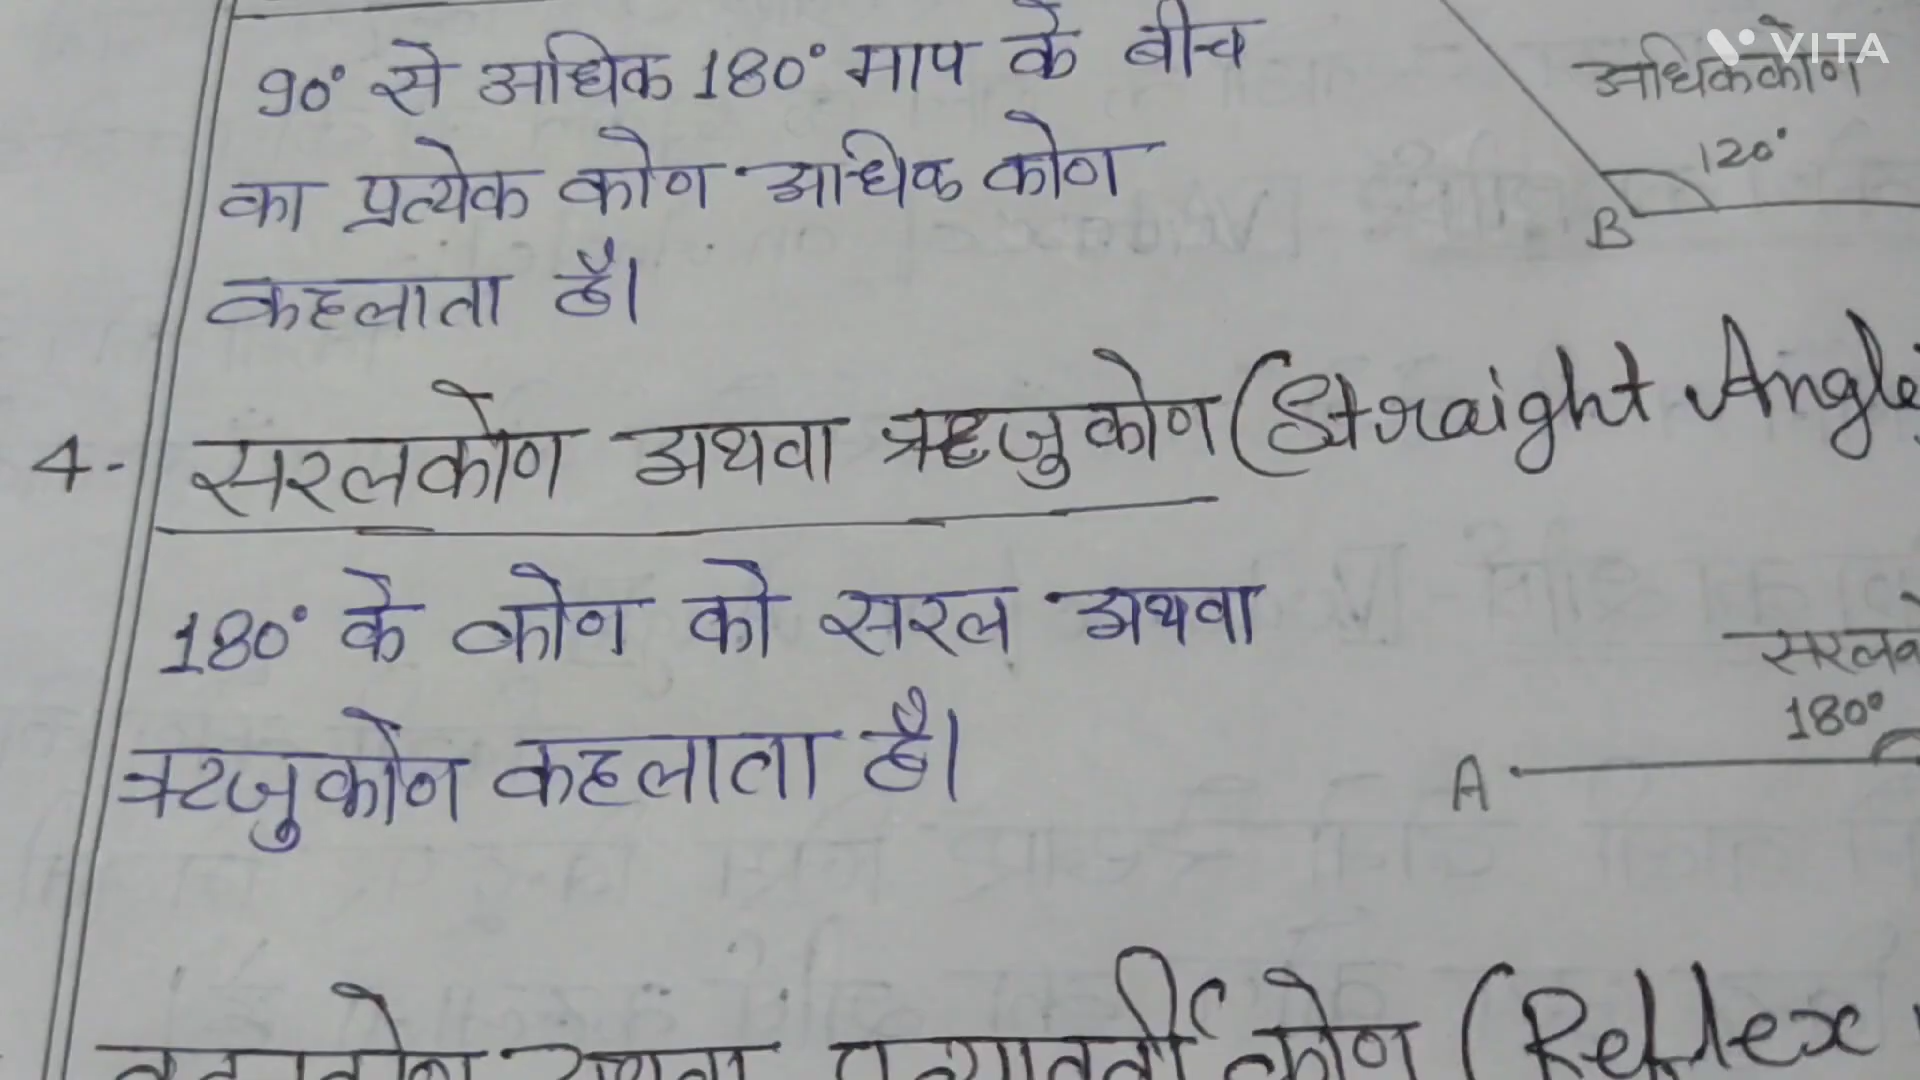 90° से अधिक 180° माप के बीच
का प्रत्येक कोण अधिक कोण
कहलाता है।
अधिककोण
120°
B
4- सरलकोण अथवा ऋजुकोण (Straight Angle
180° के कोण को सरल अथवा
ऋजुकोण कहलाता है।
180°
A
कोण (Reflex
VITA